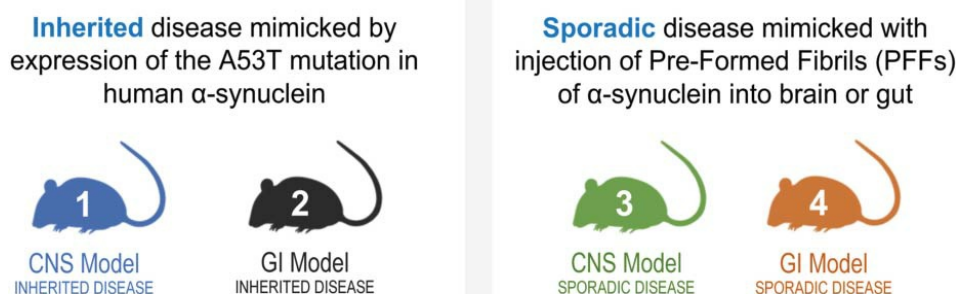 Inherited disease mimicked by
expression of the A53T mutation in
human α-synuclein
1
2
CNS Model
INHERITED DISEASE
GI Model
INHERITED DISEASE
Sporadic disease mimicked with
injection of Pre-Formed Fibrils (PFFs)
of α-synuclein into brain or gut
3
4
CNS Model
SPORADIC DISEASE
GI Model
SPORADIC DISEASE